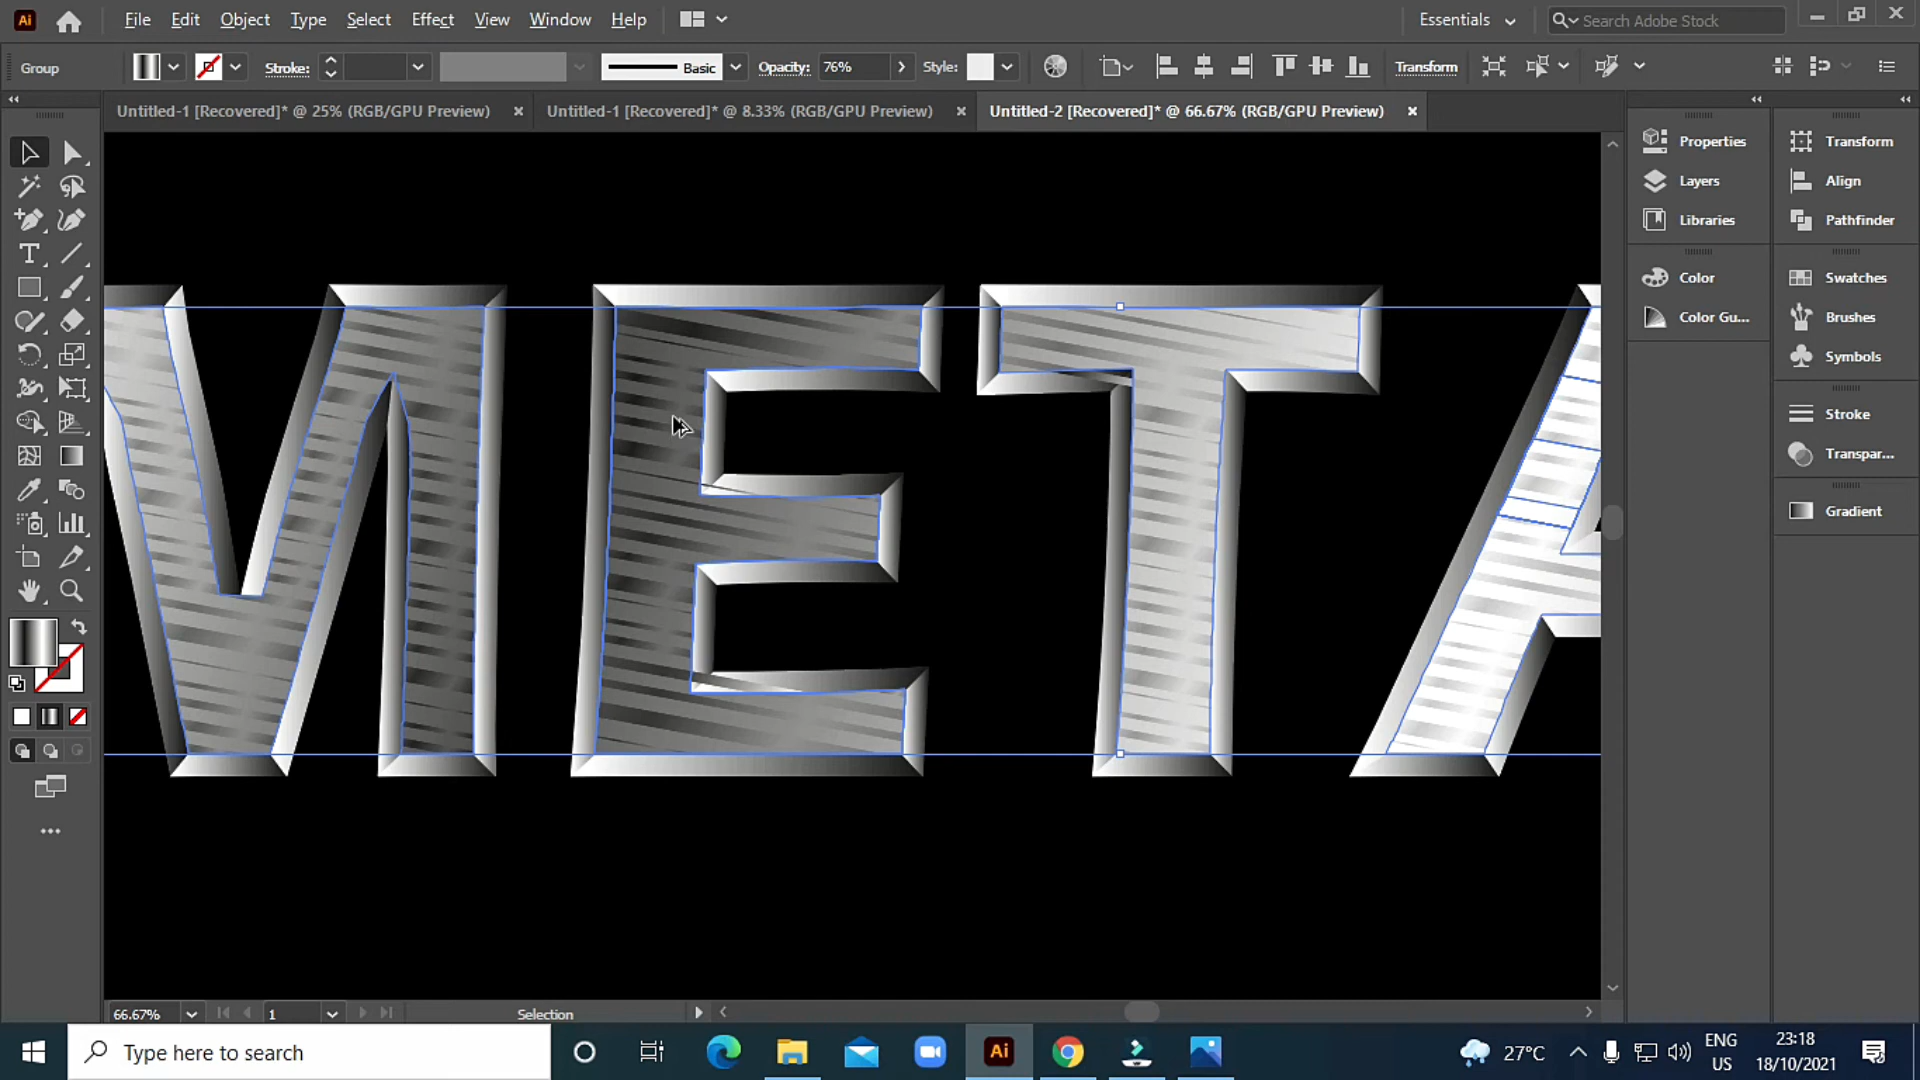 Ai File Edit Object Type Select Effect View Window Help Essentials Search Adobe Stock
Group Stroke: Basic Opacity: 76% Style: Transform
Untitled-1 [Recovered]* @ 25% (RGB/GPU Preview) Untitled-1 [Recovered]* @ 8.33% (RGB/GPU Preview) Untitled-2 [Recovered]* @ 66.67% (RGB/GPU Preview)
Properties Transform
Layers Align
Libraries Pathfinder
Color Swatches
Color Gu... Brushes
Symbols
Stroke
Transpar...
Gradient
META
66.67% 1 Selection
Type here to search Ai 27°C ENG 23:18
US 18/10/2021